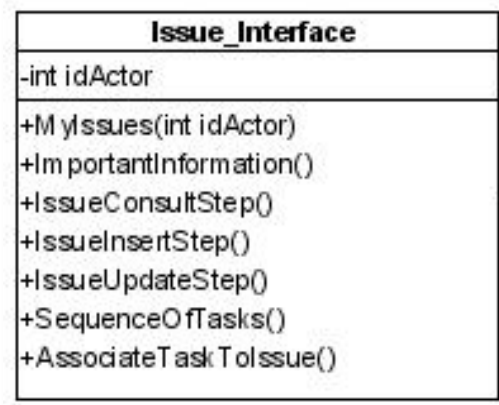 Issue_Interface
-int idActor
+MyIssues(int idActor)
+ImportantInformation()
+IssueConsultStep()
+IssueInsertStep()
+IssueUpdateStep()
+SequenceOfTasks()
+AssociateTaskToIssue()